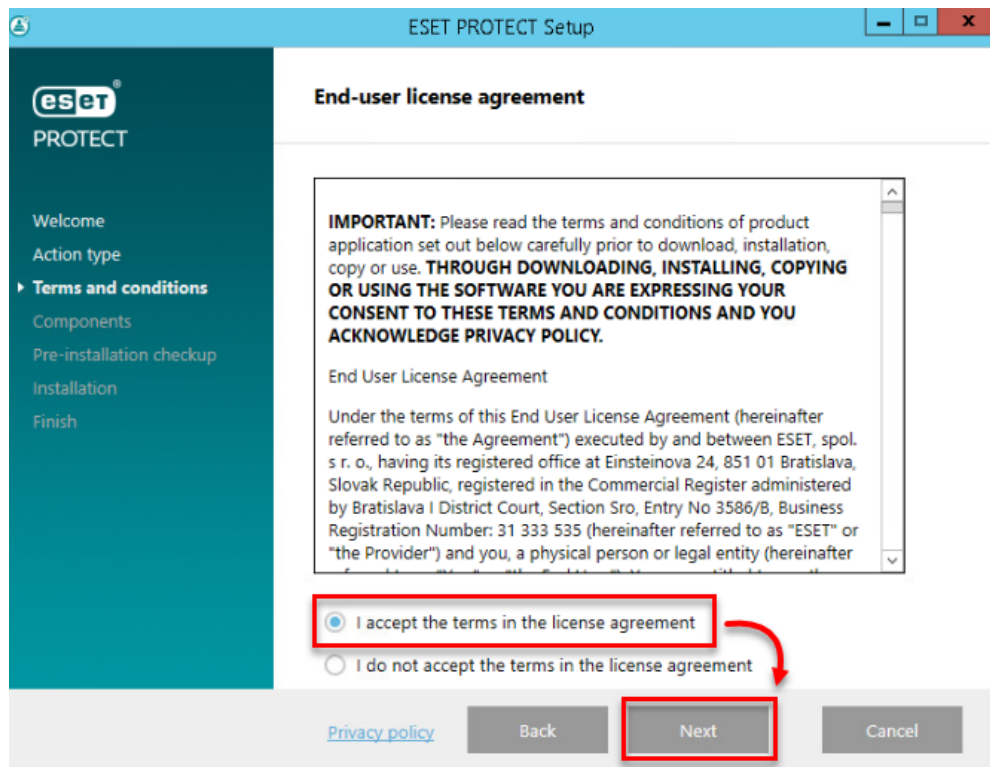 ESET PROTECT Setup
eset®
PROTECT
Welcome
Action type
Terms and conditions
Components
Pre-installation checkup
Installation
Finish
End-user license agreement
IMPORTANT: Please read the terms and conditions of product
application set out below carefully prior to download, installation,
copy or use. THROUGH DOWNLOADING, INSTALLING, COPYING
OR USING THE SOFTWARE YOU ARE EXPRESSING YOUR
CONSENT TO THESE TERMS AND CONDITIONS AND YOU
ACKNOWLEDGE PRIVACY POLICY.
End User License Agreement
Under the terms of this End User License Agreement (hereinafter
referred to as "the Agreement") executed by and between ESET, spol.
s r. o., having its registered office at Einsteinova 24, 851 01 Bratislava,
Slovak Republic, registered in the Commercial Register administered
by Bratislava I District Court, Section Sro, Entry No 3586/B, Business
Registration Number: 31 333 535 (hereinafter referred to as "ESET" or
"the Provider") and you, a physical person or legal entity (hereinafter
I accept the terms in the license agreement
I do not accept the terms in the license agreement
Privacy policy
Back
Next
Cancel